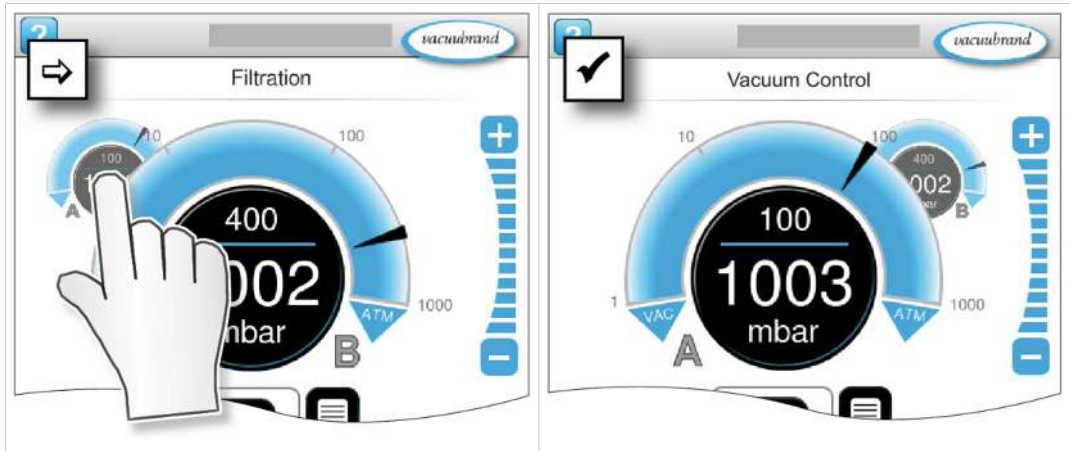 ?
vacuubrand
Filtration
10
100
100
A
400
002
mbar
1000
ATM
B
+
-
?
vacuubrand
Vacuum Control
10
100
400
002
B
100
1003
mbar
1
VAC
ATM
1000
A
+
-